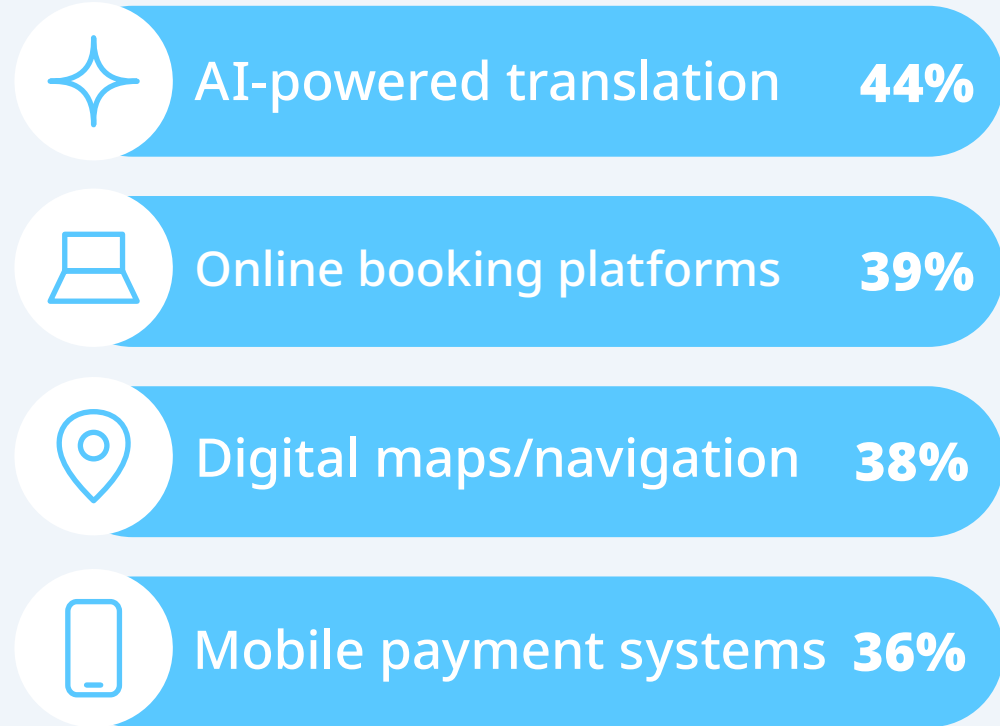 AI-powered translation 44%
Online booking platforms 39%
Digital maps/navigation 38%
Mobile payment systems 36%